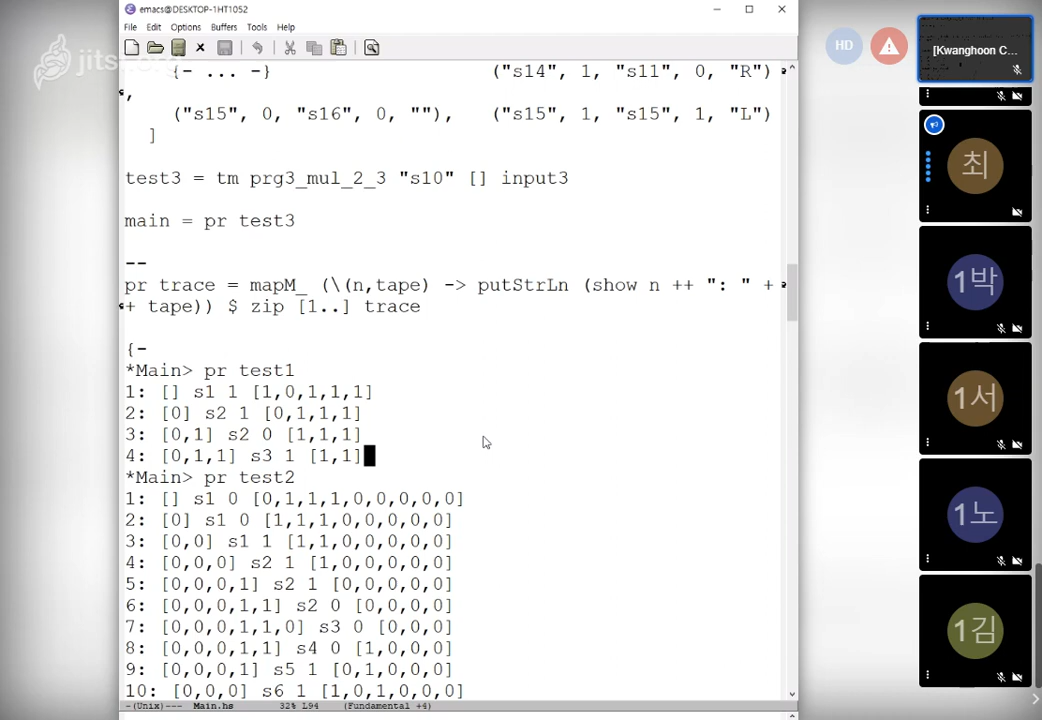 emacs@DESKTOP-1HT1052
File Edit Options Buffers Tools Help
jitsi.org
HD
[Kwanghoon C...
{- ... -} ("s14", 1, "s11", 0, "R")
,
("s15", 0, "s16", 0, ""), ("s15", 1, "s15", 1, "L")
]
test3 = tm prg3_mul_2_3 "s10" [] input3
main = pr test3
--
pr trace = mapM_ (\(n,tape) -> putStrLn (show n ++ ": " +
+ tape)) $ zip [1..] trace
{-
*Main> pr test1
1: [] s1 1 [1,0,1,1,1]
2: [0] s2 1 [0,1,1,1]
3: [0,1] s2 0 [1,1,1]
4: [0,1,1] s3 1 [1,1]
*Main> pr test2
1: [] s1 0 [0,1,1,1,0,0,0,0,0]
2: [0] s1 0 [1,1,1,0,0,0,0,0]
3: [0,0] s1 1 [1,1,0,0,0,0,0]
4: [0,0,0] s2 1 [1,0,0,0,0,0]
5: [0,0,0,1] s2 1 [0,0,0,0,0]
6: [0,0,0,1,1] s2 0 [0,0,0,0]
7: [0,0,0,1,1,0] s3 0 [0,0,0]
8: [0,0,0,1,1] s4 0 [1,0,0,0]
9: [0,0,0,1] s5 1 [0,1,0,0,0]
10: [0,0,0] s6 1 [1,0,1,0,0,0]
-(Unix)--- Main.hs 32% L94 (Fundamental +4)
최
1박
1서
1노
1김